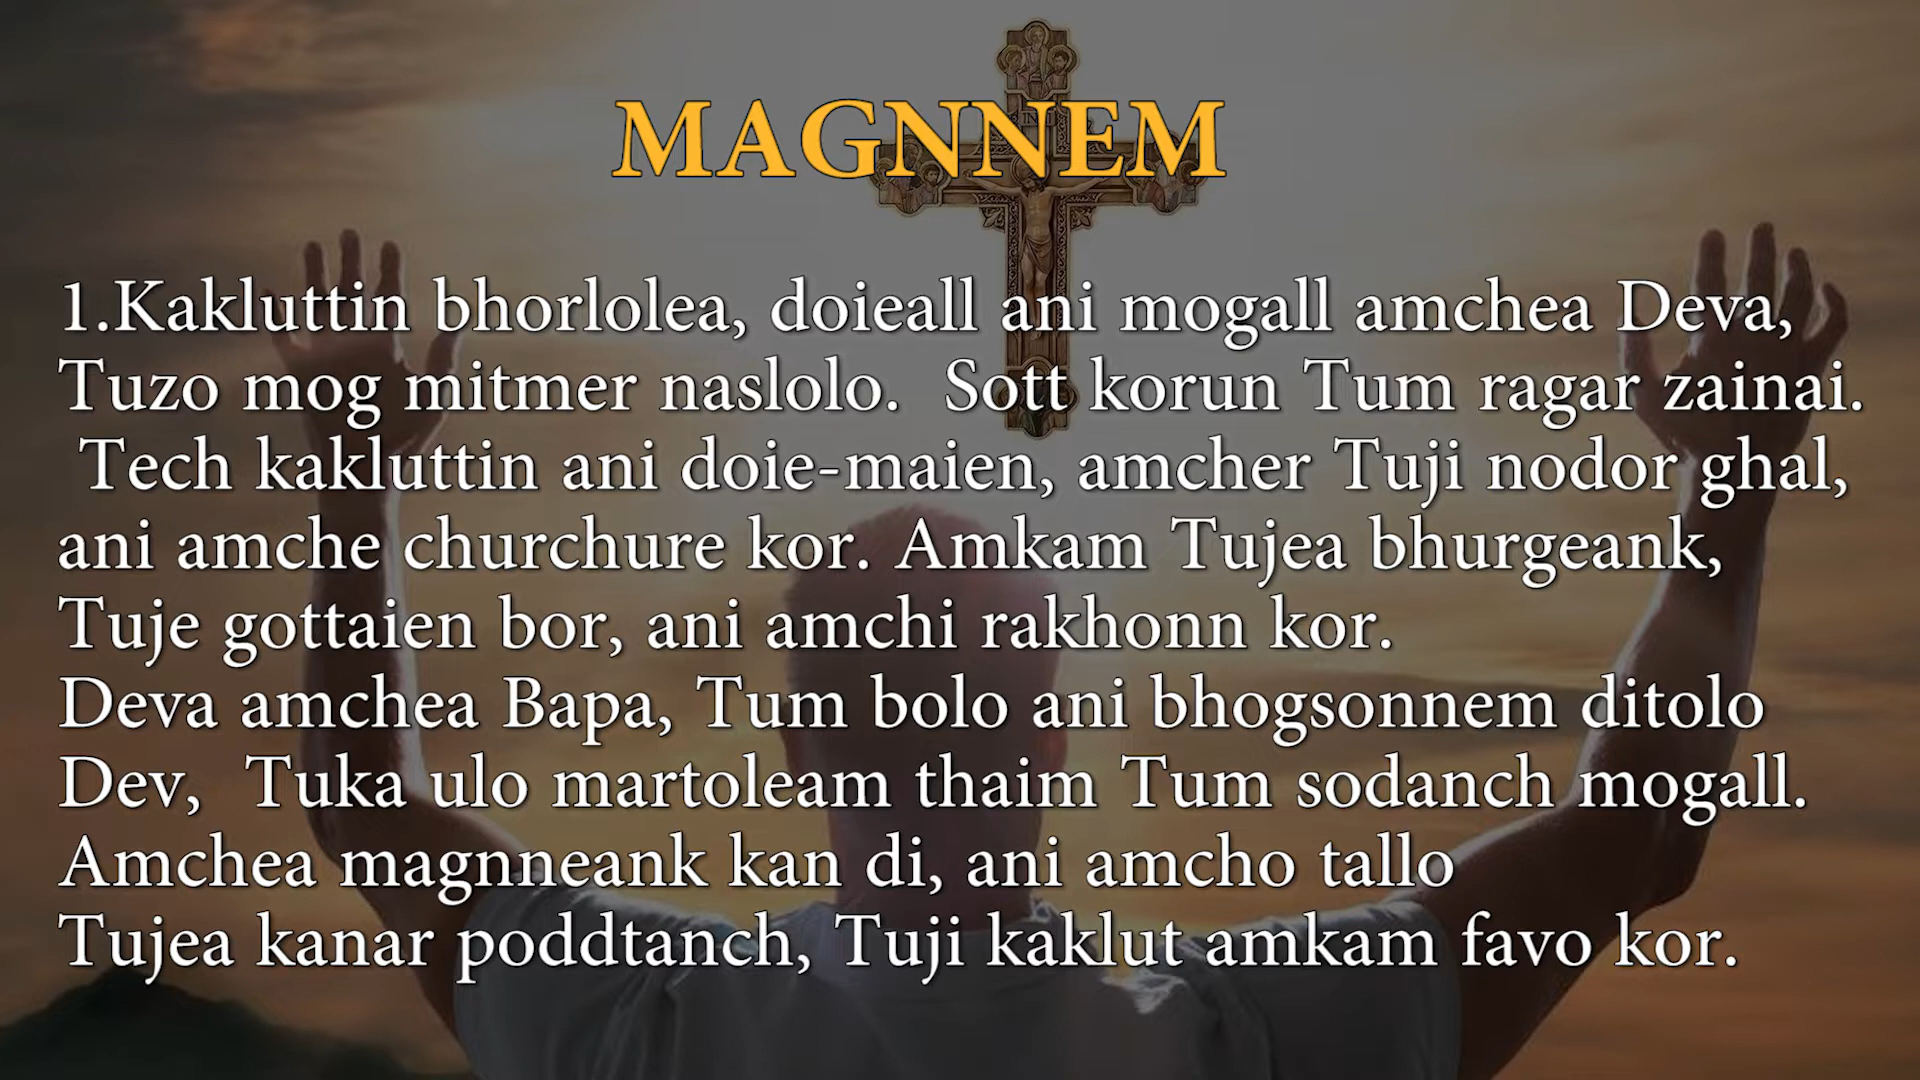 MAGNNEM
1.Kakluttin bhorlolea, doieall ani mogall amchea Deva,
Tuzo mog mitmer naslolo.  Sott korun Tum ragar zainai.
Tech kakluttin ani doie-maien, amcher Tuji nodor ghal,
ani amche churchure kor. Amkam Tujea bhurgeank,
Tuje gottaien bor, ani amchi rakhonn kor.
Deva amchea Bapa, Tum bolo ani bhogsonnem ditolo
Dev,  Tuka ulo martoleam thaim Tum sodanch mogall.
Amchea magnneank kan di, ani amcho tallo
Tujea kanar poddtanch, Tuji kaklut amkam favo kor.